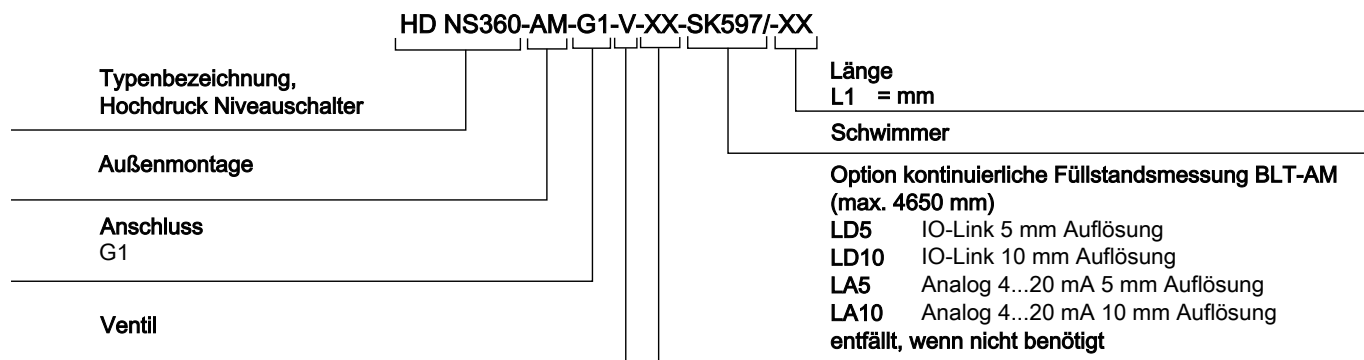 HD NS360-AM-G1-V-XX-SK597/-XX
Typenbezeichnung,
Hochdruck Niveauschalter
Außenmontage
Anschluss
G1
Ventil
Länge
L1 = mm
Schwimmer
Option kontinuierliche Füllstandsmessung BLT-AM
(max. 4650 mm)
LD5 IO-Link 5 mm Auflösung
LD10 IO-Link 10 mm Auflösung
LA5 Analog 4...20 mA 5 mm Auflösung
LA10 Analog 4...20 mA 10 mm Auflösung
entfällt, wenn nicht benötigt